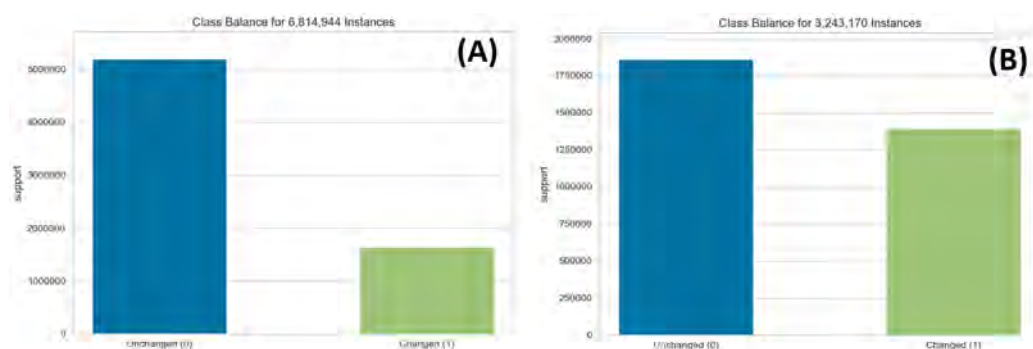 Class Balance for 6,814,944 Instances
(A)
support
5000000
4000000
3000000
2000000
1000000
0
Unchanged (0)
Changed (1)
Class Balance for 3,243,170 Instances
(B)
support
2000000
1750000
1500000
1250000
1000000
750000
500000
250000
0
Unchanged (0)
Changed (1)